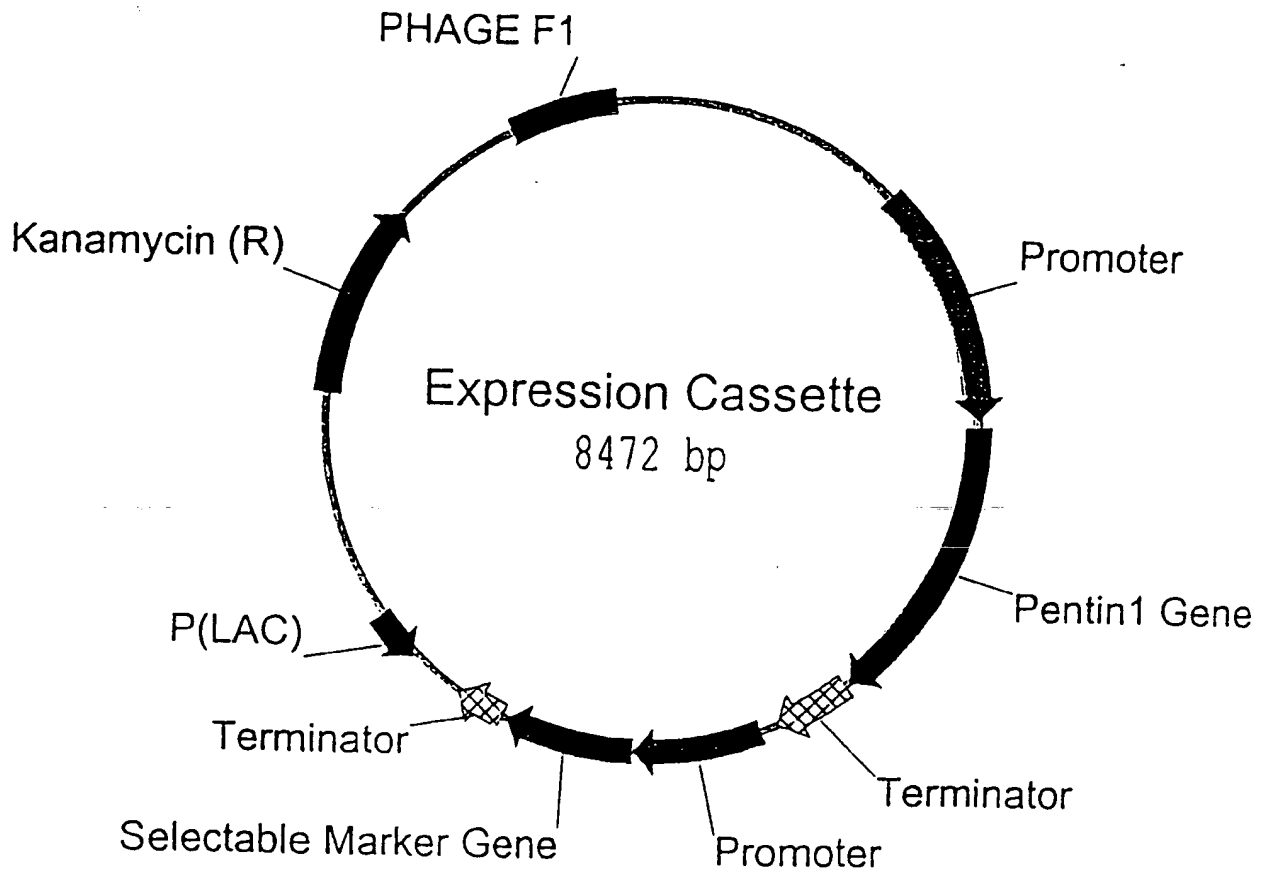 PHAGE F1
Kanamycin (R)
Promoter
Expression Cassette
8472 bp
Pentin1 Gene
P(LAC)
Terminator
Terminator
Selectable Marker Gene
Promoter